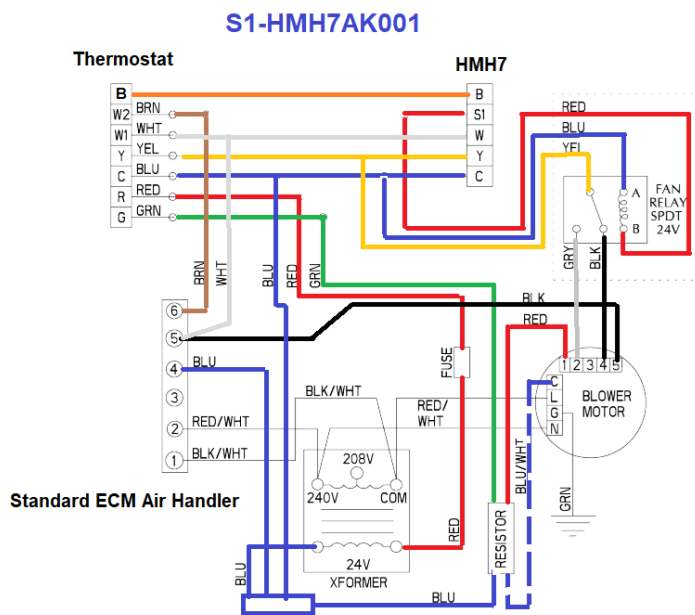 S1-HMH7AK001
Thermostat
HMH7
B
W2 BRN
W1 WHT
Y YEL
C BLU
R RED
G GRN
B
S1
W
Y
C
RED
BLU
YEL
A
B
FAN
RELAY
SPDT
24V
GRY
BLK
BRN
WHT
BLU
RED
GRN
BLK
RED
6
5
4 BLU
3
2 RED/WHT
1 BLK/WHT
BLK/WHT
FUSE
RED/
WHT
1 2 3 4 5
C
L
G
N
BLOWER
MOTOR
208V
240V COM
24V
XFORMER
RED
BLU/WHT
GRN
RESISTOR
Standard ECM Air Handler
BLU
BLU